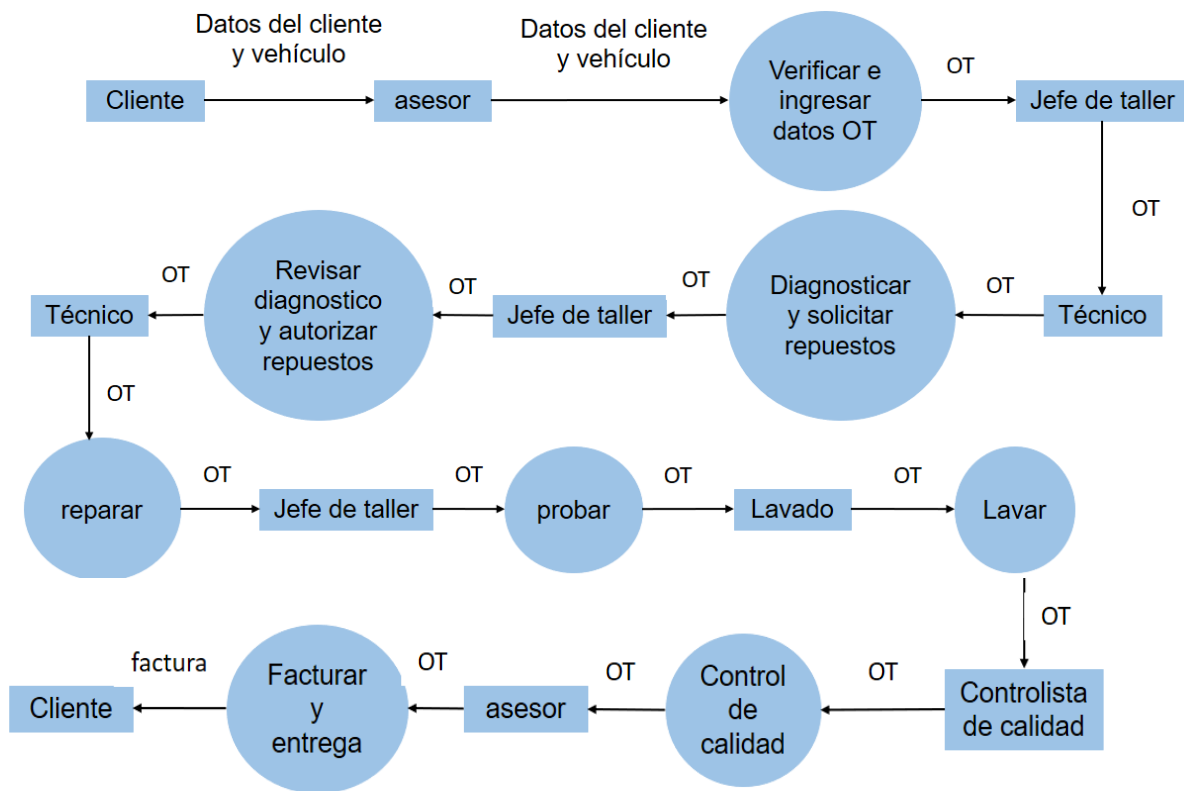 Datos del cliente
y vehículo
Datos del cliente
y vehículo
Cliente
asesor
Verificar e
ingresar
datos OT
OT
Jefe de taller
OT
Técnico
OT
Diagnosticar
y solicitar
repuestos
OT
Jefe de taller
OT
Revisar
diagnostico
y autorizar
repuestos
OT
Técnico
OT
reparar
OT
Jefe de taller
OT
probar
OT
Lavado
OT
Lavar
OT
Controlista
de calidad
OT
Control
de
calidad
OT
asesor
OT
Facturar
y
entrega
factura
Cliente